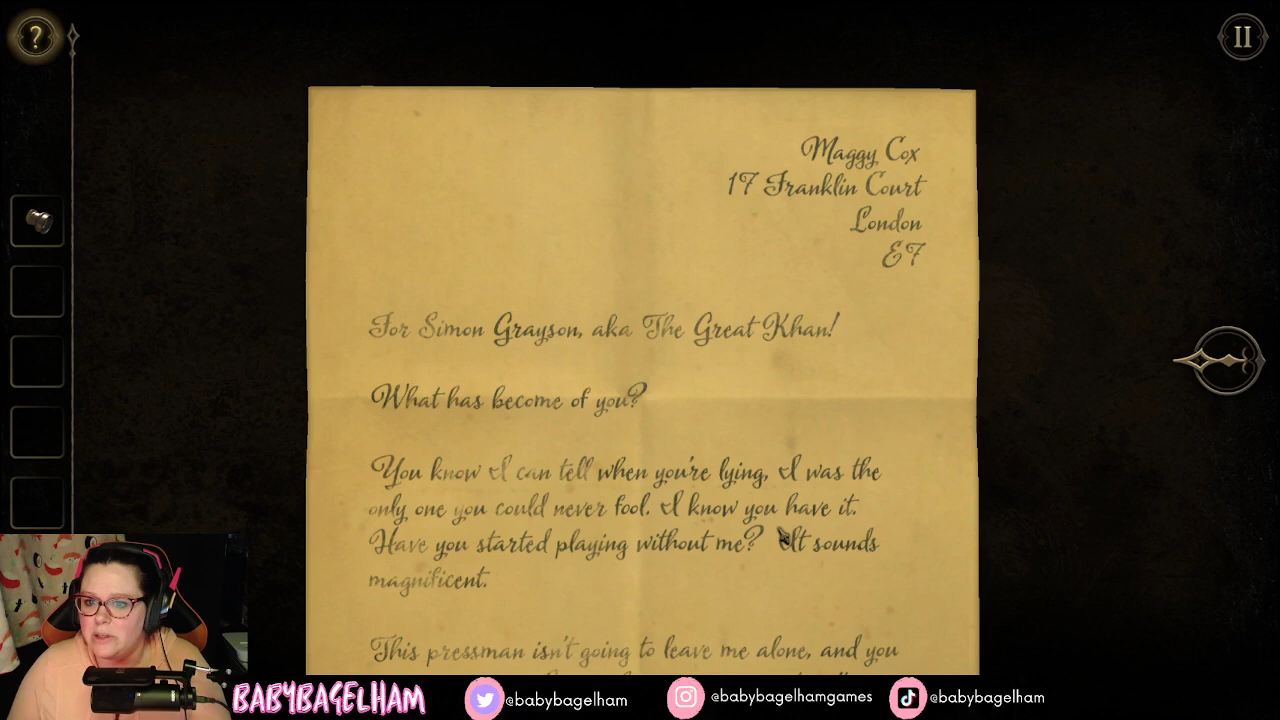 ?
Maggy Cox
17 Franklin Court
London
E7
For Simon Grayson, aka The Great Khan!
What has become of you?
You know I can tell when you're lying, I was the
only one you could never fool. I know you have it.
Have you started playing without me? It sounds
magnificent.
This pressman isn't going to leave me alone, and you
BABYBAGELHAM
@babybagelham
@babybagelhamgames
@babybagelham